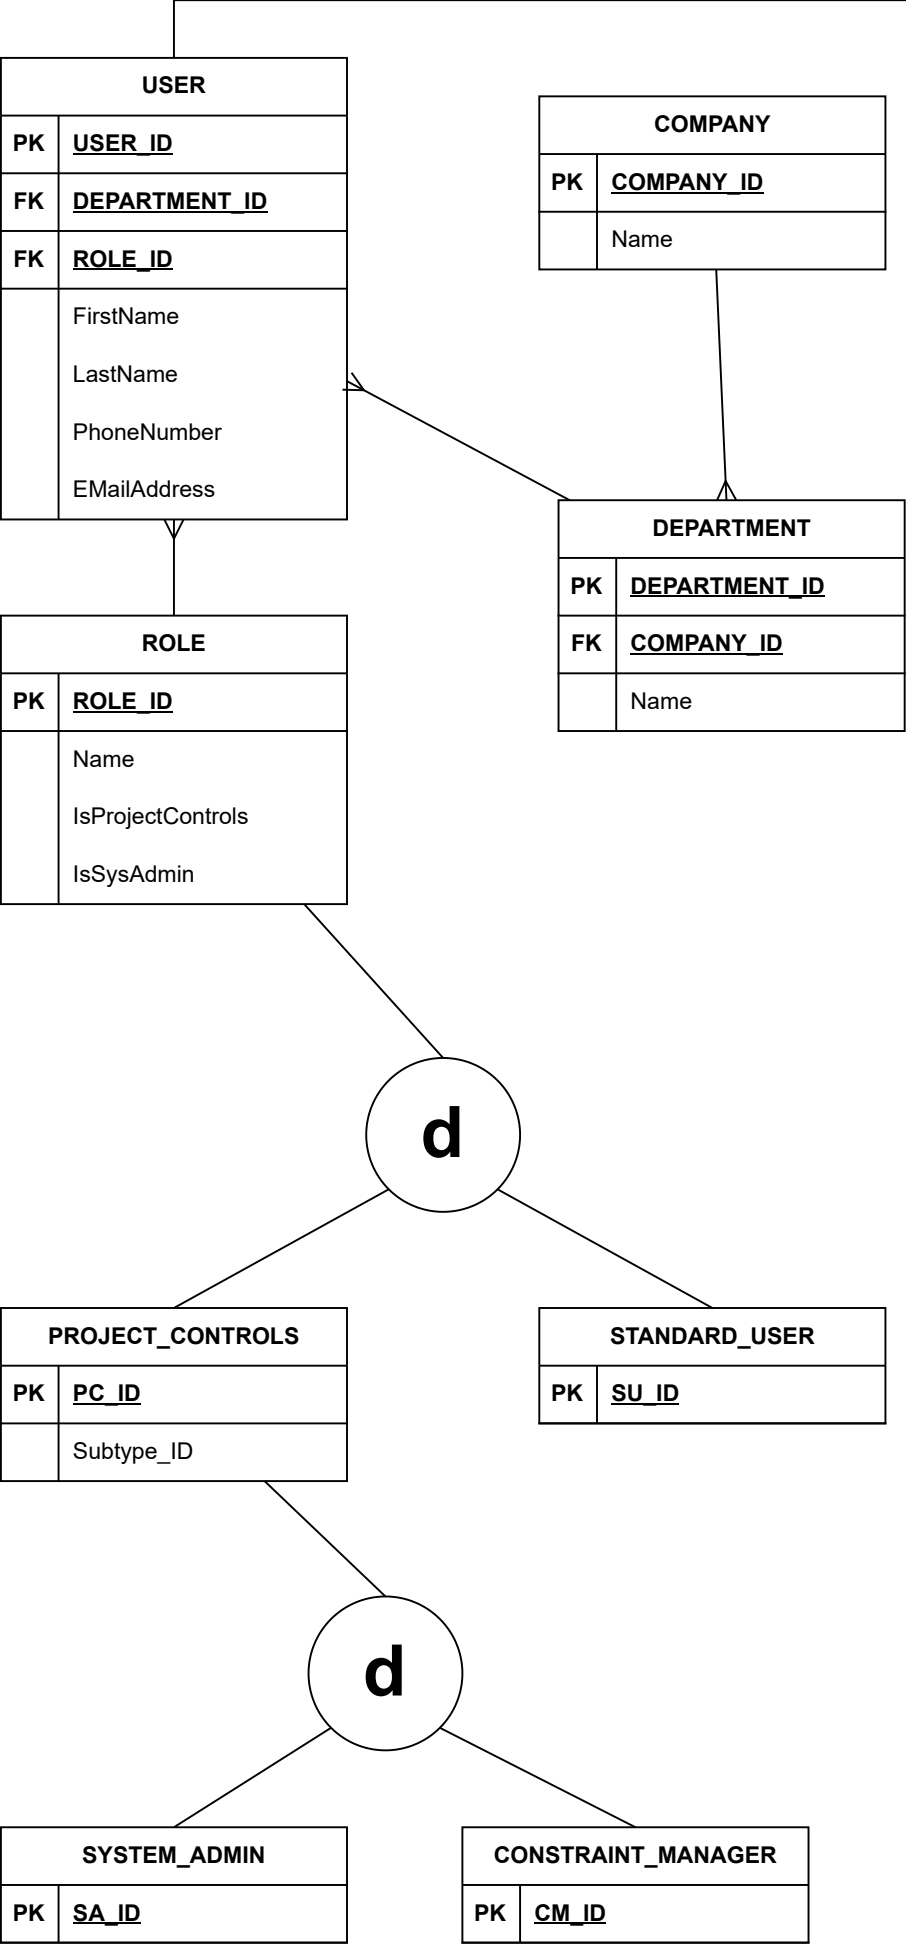 USER
PK USER_ID
FK DEPARTMENT_ID
FK ROLE_ID
FirstName
LastName
PhoneNumber
EMailAddress
COMPANY
PK COMPANY_ID
Name
DEPARTMENT
PK DEPARTMENT_ID
FK COMPANY_ID
Name
ROLE
PK ROLE_ID
Name
IsProjectControls
IsSysAdmin
d
PROJECT_CONTROLS
PK PC_ID
Subtype_ID
STANDARD_USER
PK SU_ID
d
SYSTEM_ADMIN
PK SA_ID
CONSTRAINT_MANAGER
PK CM_ID